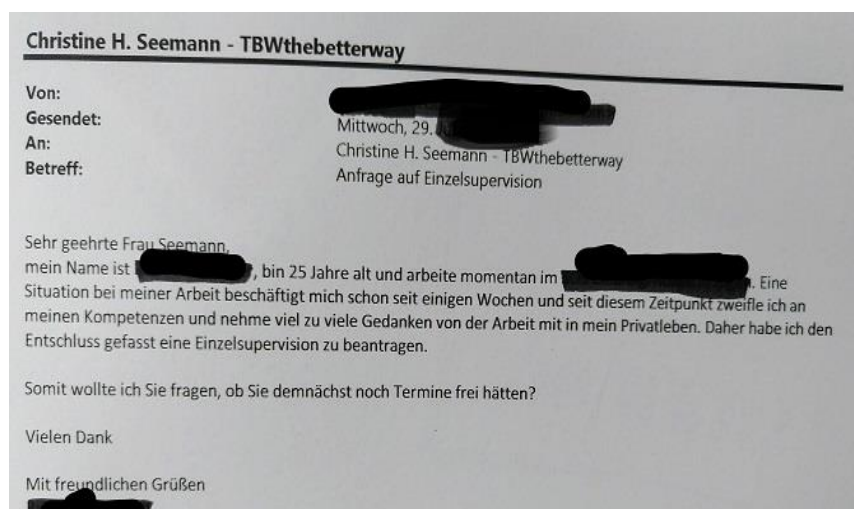 Christine H. Seemann - TBWthebetterway
Von:
Gesendet: Mittwoch, 29.
An: Christine H. Seemann - TBWthebetterway
Betreff: Anfrage auf Einzelsupervision
Sehr geehrte Frau Seemann,
mein Name ist , bin 25 Jahre alt und arbeite momentan im . Eine
Situation bei meiner Arbeit beschäftigt mich schon seit einigen Wochen und seit diesem Zeitpunkt zweifle ich an
meinen Kompetenzen und nehme viel zu viele Gedanken von der Arbeit mit in mein Privatleben. Daher habe ich den
Entschluss gefasst eine Einzelsupervision zu beantragen.
Somit wollte ich Sie fragen, ob Sie demnächst noch Termine frei hätten?
Vielen Dank
Mit freundlichen Grüßen